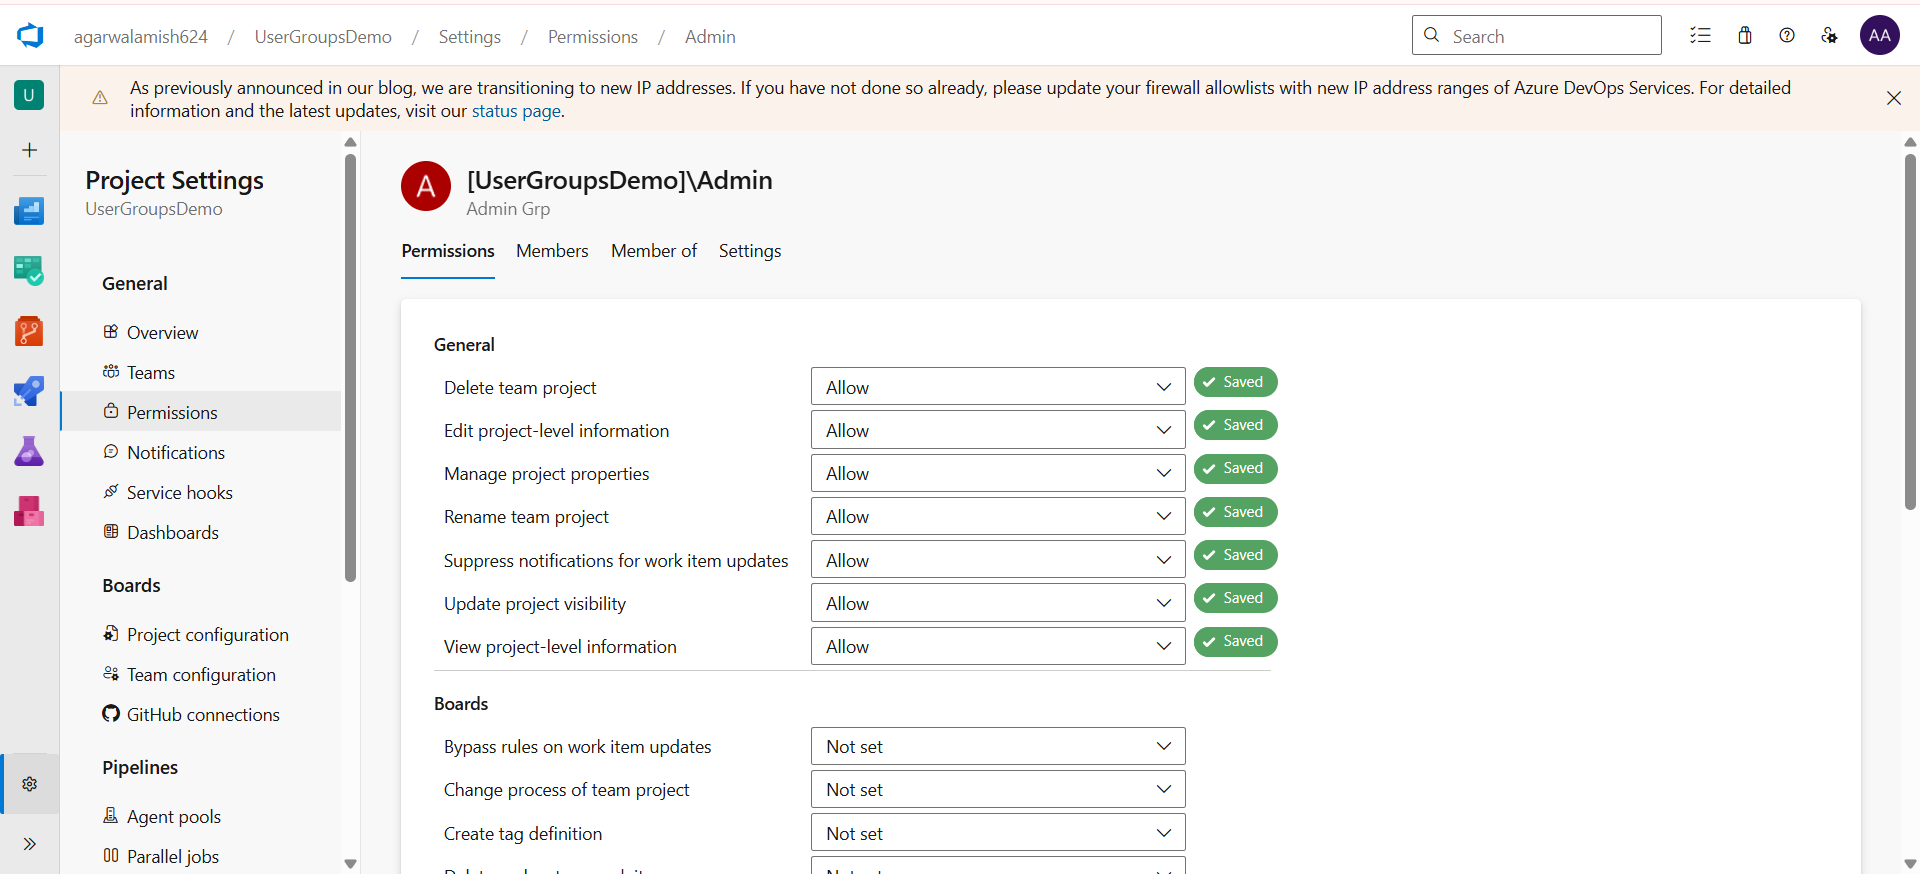 agarwalamish624 / UserGroupsDemo / Settings / Permissions / Admin
Search
AA
U
As previously announced in our blog, we are transitioning to new IP addresses. If you have not done so already, please update your firewall allowlists with new IP address ranges of Azure DevOps Services. For detailed
information and the latest updates, visit our status page.
Project Settings
UserGroupsDemo
General
Overview
Teams
Permissions
Notifications
Service hooks
Dashboards
Boards
Project configuration
Team configuration
GitHub connections
Pipelines
Agent pools
Parallel jobs
A
[UserGroupsDemo]\Admin
Admin Grp
Permissions Members Member of Settings
General
Delete team project Allow Saved
Edit project-level information Allow Saved
Manage project properties Allow Saved
Rename team project Allow Saved
Suppress notifications for work item updates Allow Saved
Update project visibility Allow Saved
View project-level information Allow Saved
Boards
Bypass rules on work item updates Not set
Change process of team project Not set
Create tag definition Not set